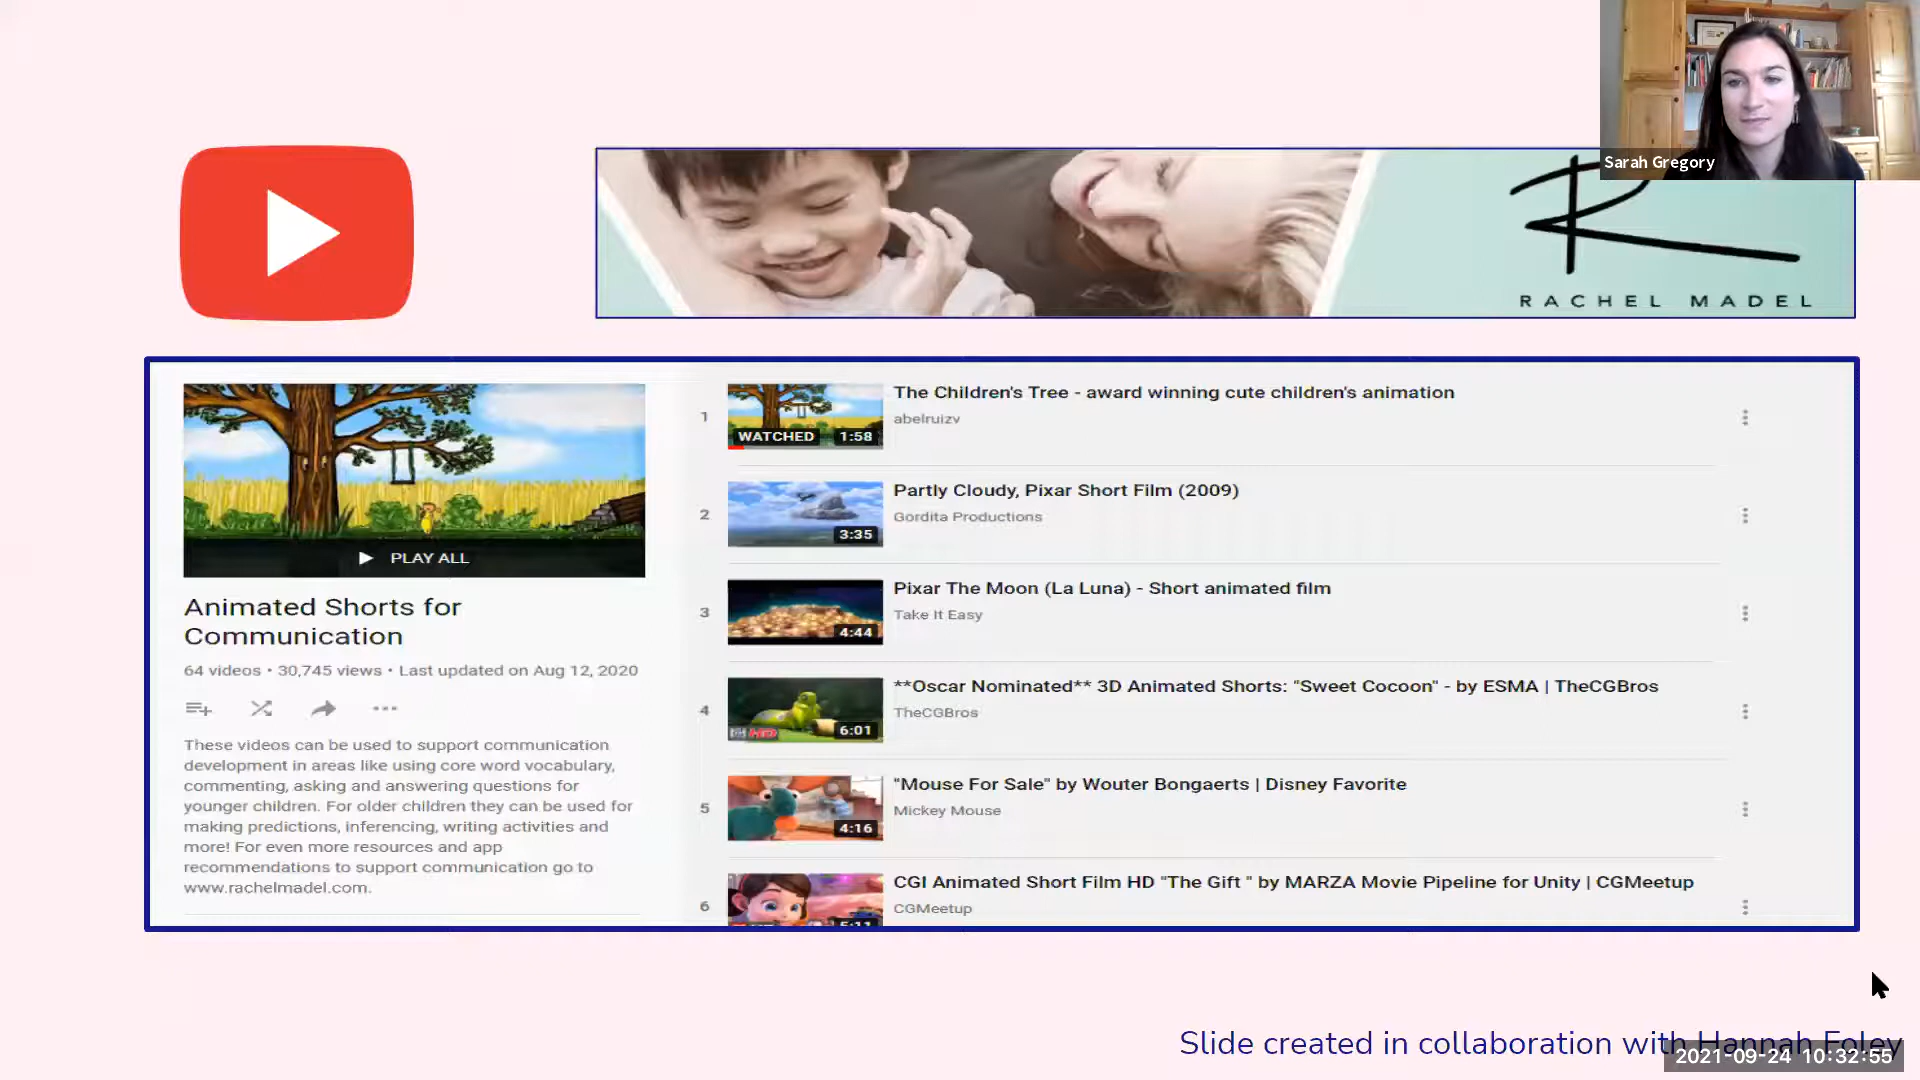 Sarah Gregory
RACHEL MADEL
PLAY ALL
Animated Shorts for
Communication
64 videos • 30,745 views • Last updated on Aug 12, 2020
These videos can be used to support communication
development in areas like using core word vocabulary,
commenting, asking and answering questions for
younger children. For older children they can be used for
making predictions, inferencing, writing activities and
more! For even more resources and app
recommendations to support communication go to
www.rachelmadel.com.
1
WATCHED 1:58
The Children's Tree - award winning cute children's animation
abelruizv
2
3:35
Partly Cloudy, Pixar Short Film (2009)
Gordita Productions
3
4:44
Pixar The Moon (La Luna) - Short animated film
Take It Easy
4
6:01
**Oscar Nominated** 3D Animated Shorts: "Sweet Cocoon" - by ESMA | TheCGBros
TheCGBros
5
4:16
"Mouse For Sale" by Wouter Bongaerts | Disney Favorite
Mickey Mouse
6
5:11
CGI Animated Short Film HD "The Gift " by MARZA Movie Pipeline for Unity | CGMeetup
CGMeetup
Slide created in collaboration with Hannah Foley
2021-09-24 10:32:55